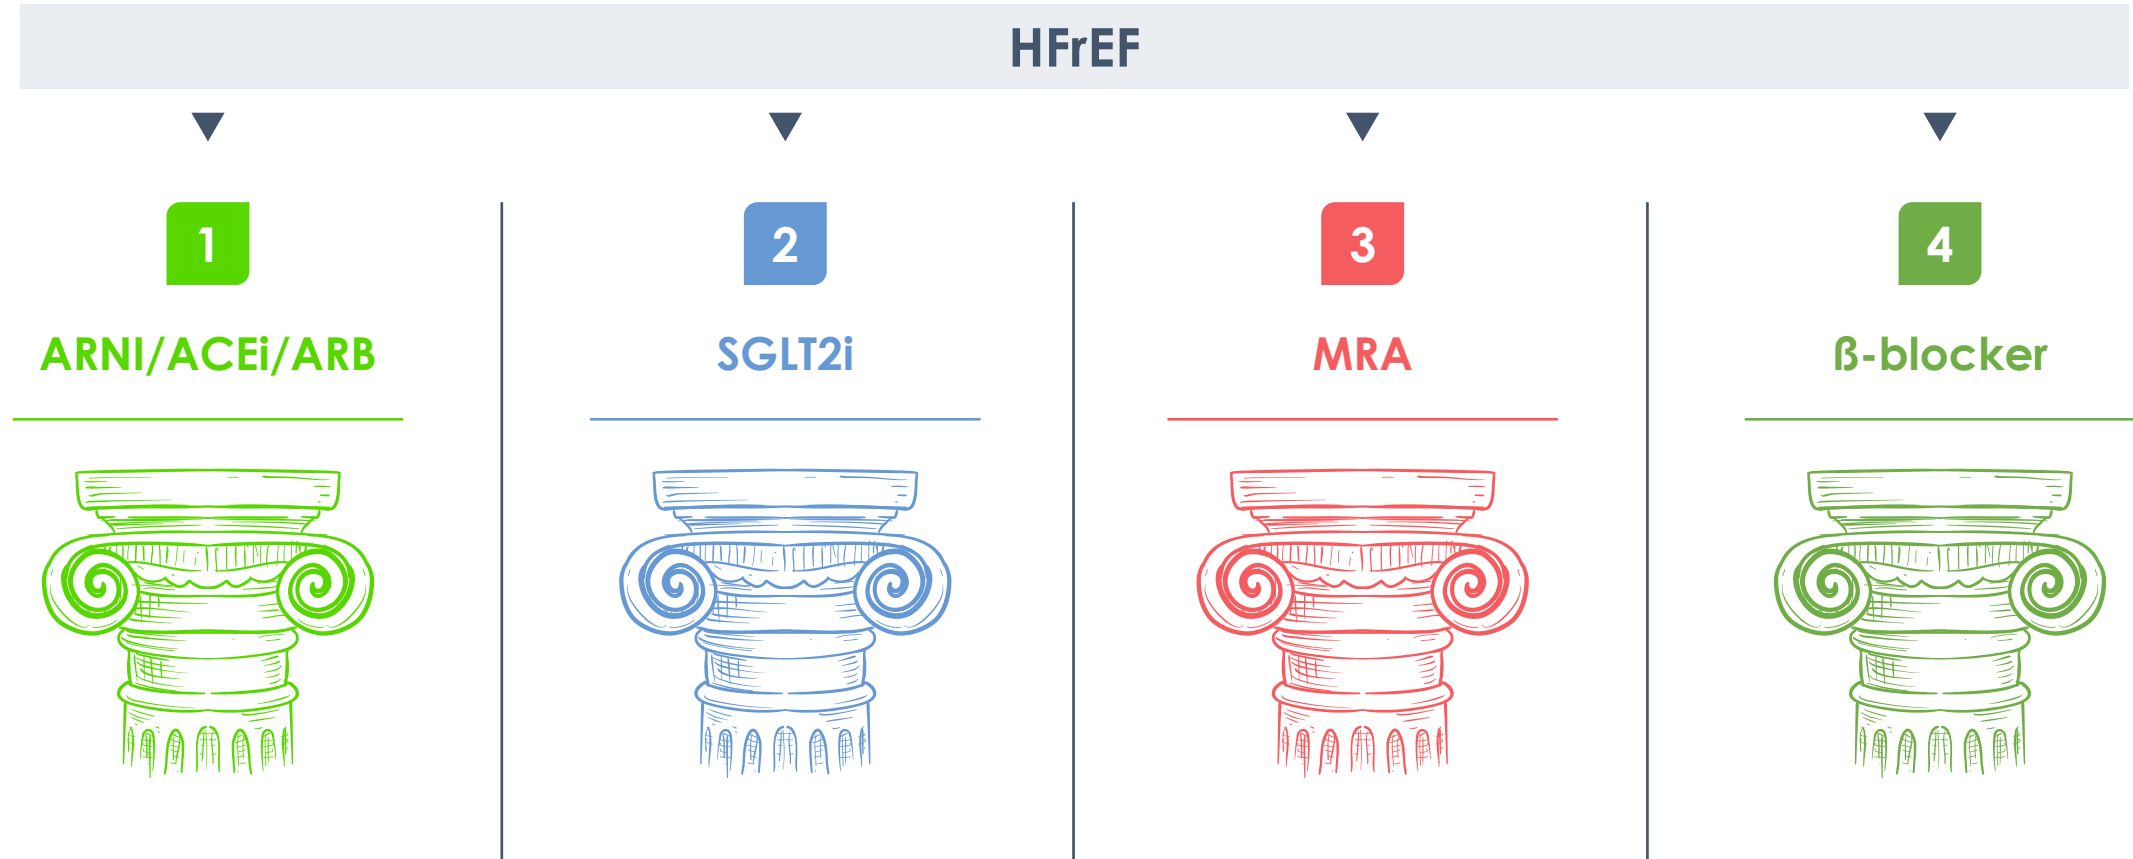 HFrEF
1
ARNI/ACEi/ARB
2
SGLT2i
3
MRA
4
ß-blocker